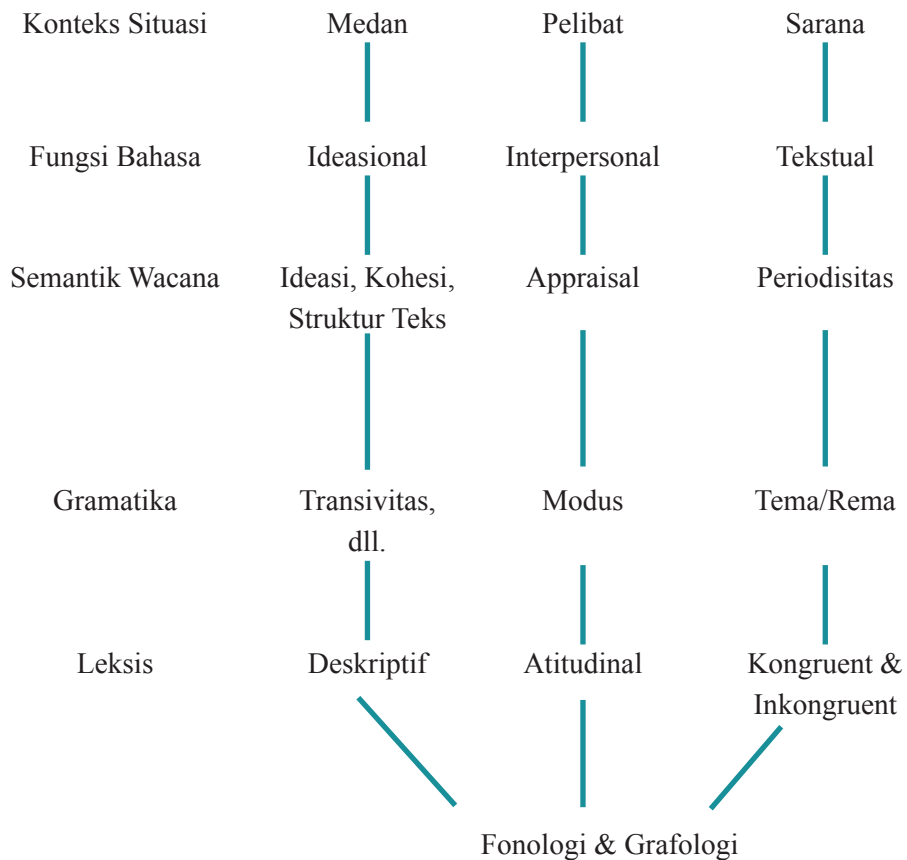 Konteks Situasi Medan Pelibat Sarana
Fungsi Bahasa Ideasional Interpersonal Tekstual
Semantik Wacana Ideasi, Kohesi, Appraisal Periodisitas
Struktur Teks
Gramatika Transivitas, Modus Tema/Rema
dll.
Leksis Deskriptif Atitudinal Kongruent &
Inkongruent
Fonologi & Grafologi